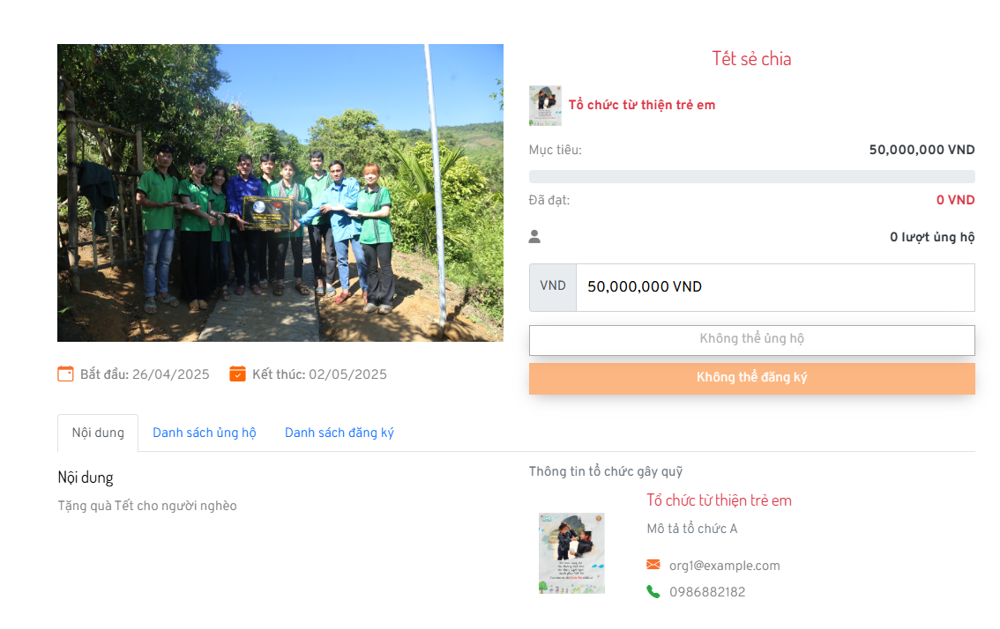 Tết sẻ chia
Tổ chức từ thiện trẻ em
Mục tiêu: 50,000,000 VND
Đã đạt: 0 VND
0 lượt ủng hộ
VND 50,000,000 VND
Không thể ủng hộ
Không thể đăng ký
Bắt đầu: 26/04/2025 Kết thúc: 02/05/2025
Nội dung Danh sách ủng hộ Danh sách đăng ký
Nội dung
Tặng quà Tết cho người nghèo
Thông tin tổ chức gây quỹ
Tổ chức từ thiện trẻ em
Mô tả tổ chức A
org1@example.com
0986882182